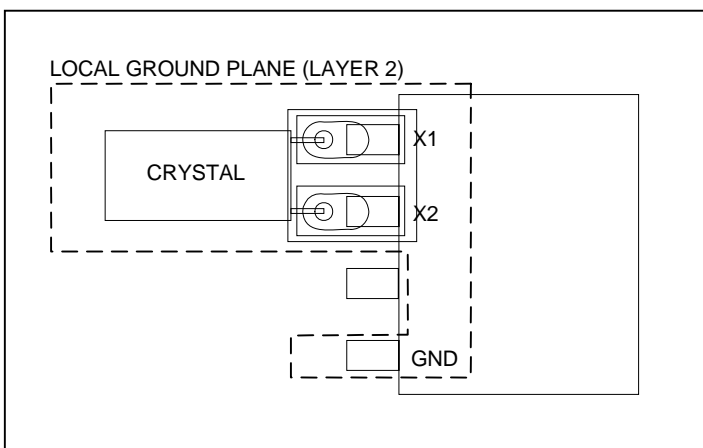 LOCAL GROUND PLANE (LAYER 2)
X1
CRYSTAL
X2
GND